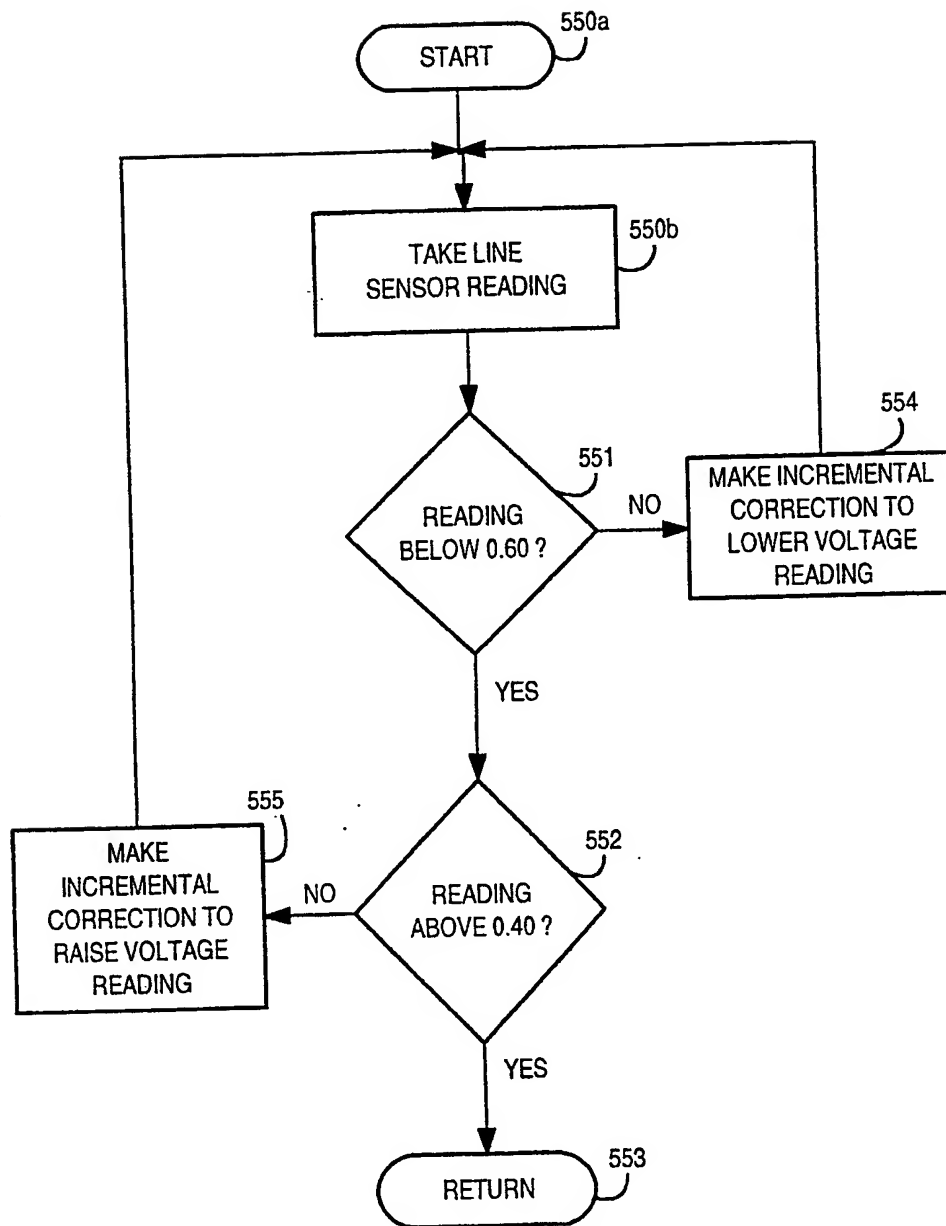 550a
START
550b
TAKE LINE
SENSOR READING
554
551
MAKE INCREMENTAL
CORRECTION TO
LOWER VOLTAGE
READING
NO
READING
BELOW 0.60 ?
YES
555
552
MAKE
INCREMENTAL
CORRECTION TO
RAISE VOLTAGE
READING
NO
READING
ABOVE 0.40 ?
YES
553
RETURN